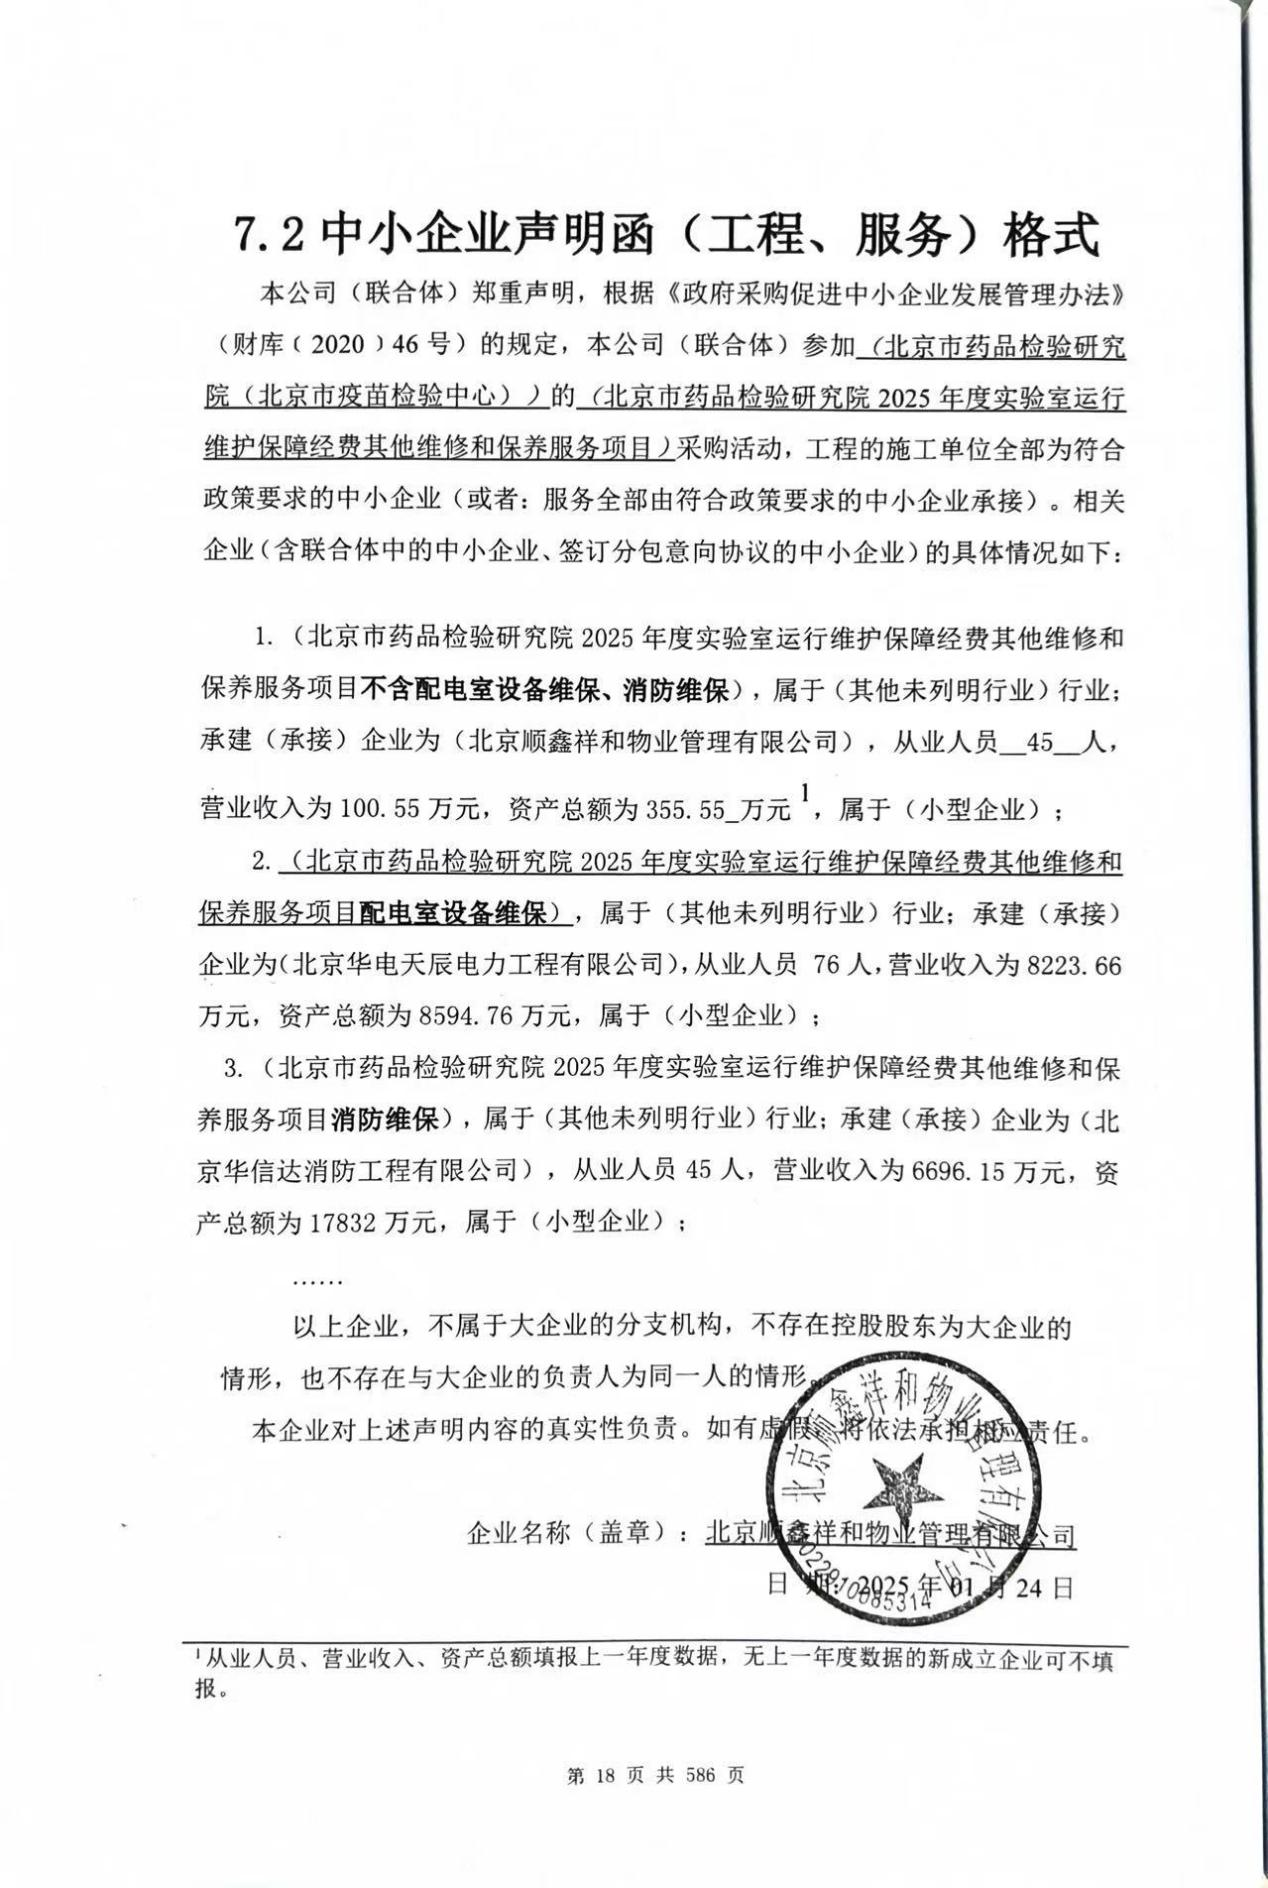 7.2 中小企业声明函（工程、服务）格式
本公司（联合体）郑重声明，根据《政府采购促进中小企业发展管理办法》
（财库﹝2020﹞46 号）的规定，本公司（联合体）参加（北京市药品检验研究
院（北京市疫苗检验中心））的（北京市药品检验研究院 2025 年度实验室运行
维护保障经费其他维修和保养服务项目）采购活动，工程的施工单位全部为符合
政策要求的中小企业（或者：服务全部由符合政策要求的中小企业承接）。相关
企业（含联合体中的中小企业、签订分包意向协议的中小企业）的具体情况如下：
1.（北京市药品检验研究院 2025 年度实验室运行维护保障经费其他维修和
保养服务项目不含配电室设备维保、消防维保），属于（其他未列明行业）行业；
承建（承接）企业为（北京顺鑫祥和物业管理有限公司），从业人员__45__人，
营业收入为 100.55 万元，资产总额为 355.55_万元1，属于（小型企业）；
2.（北京市药品检验研究院 2025 年度实验室运行维护保障经费其他维修和
保养服务项目配电室设备维保），属于（其他未列明行业）行业；承建（承接）
企业为（北京华电天辰电力工程有限公司），从业人员 76 人，营业收入为 8223.66
万元，资产总额为 8594.76 万元，属于（小型企业）；
3.（北京市药品检验研究院 2025 年度实验室运行维护保障经费其他维修和保
养服务项目消防维保），属于（其他未列明行业）行业；承建（承接）企业为（北
京华信达消防工程有限公司），从业人员 45 人，营业收入为 6696.15 万元，资
产总额为 17832 万元，属于（小型企业）；
……
以上企业，不属于大企业的分支机构，不存在控股股东为大企业的
情形，也不存在与大企业的负责人为同一人的情形。
本企业对上述声明内容的真实性负责。如有虚假，将依法承担相应责任。
企业名称（盖章）：北京顺鑫祥和物业管理有限公司
日 期：2025 年 01 月 24 日
北京顺鑫祥和物业管理有限公司
1从业人员、营业收入、资产总额填报上一年度数据，无上一年度数据的新成立企业可不填
报。
第 18 页 共 586 页